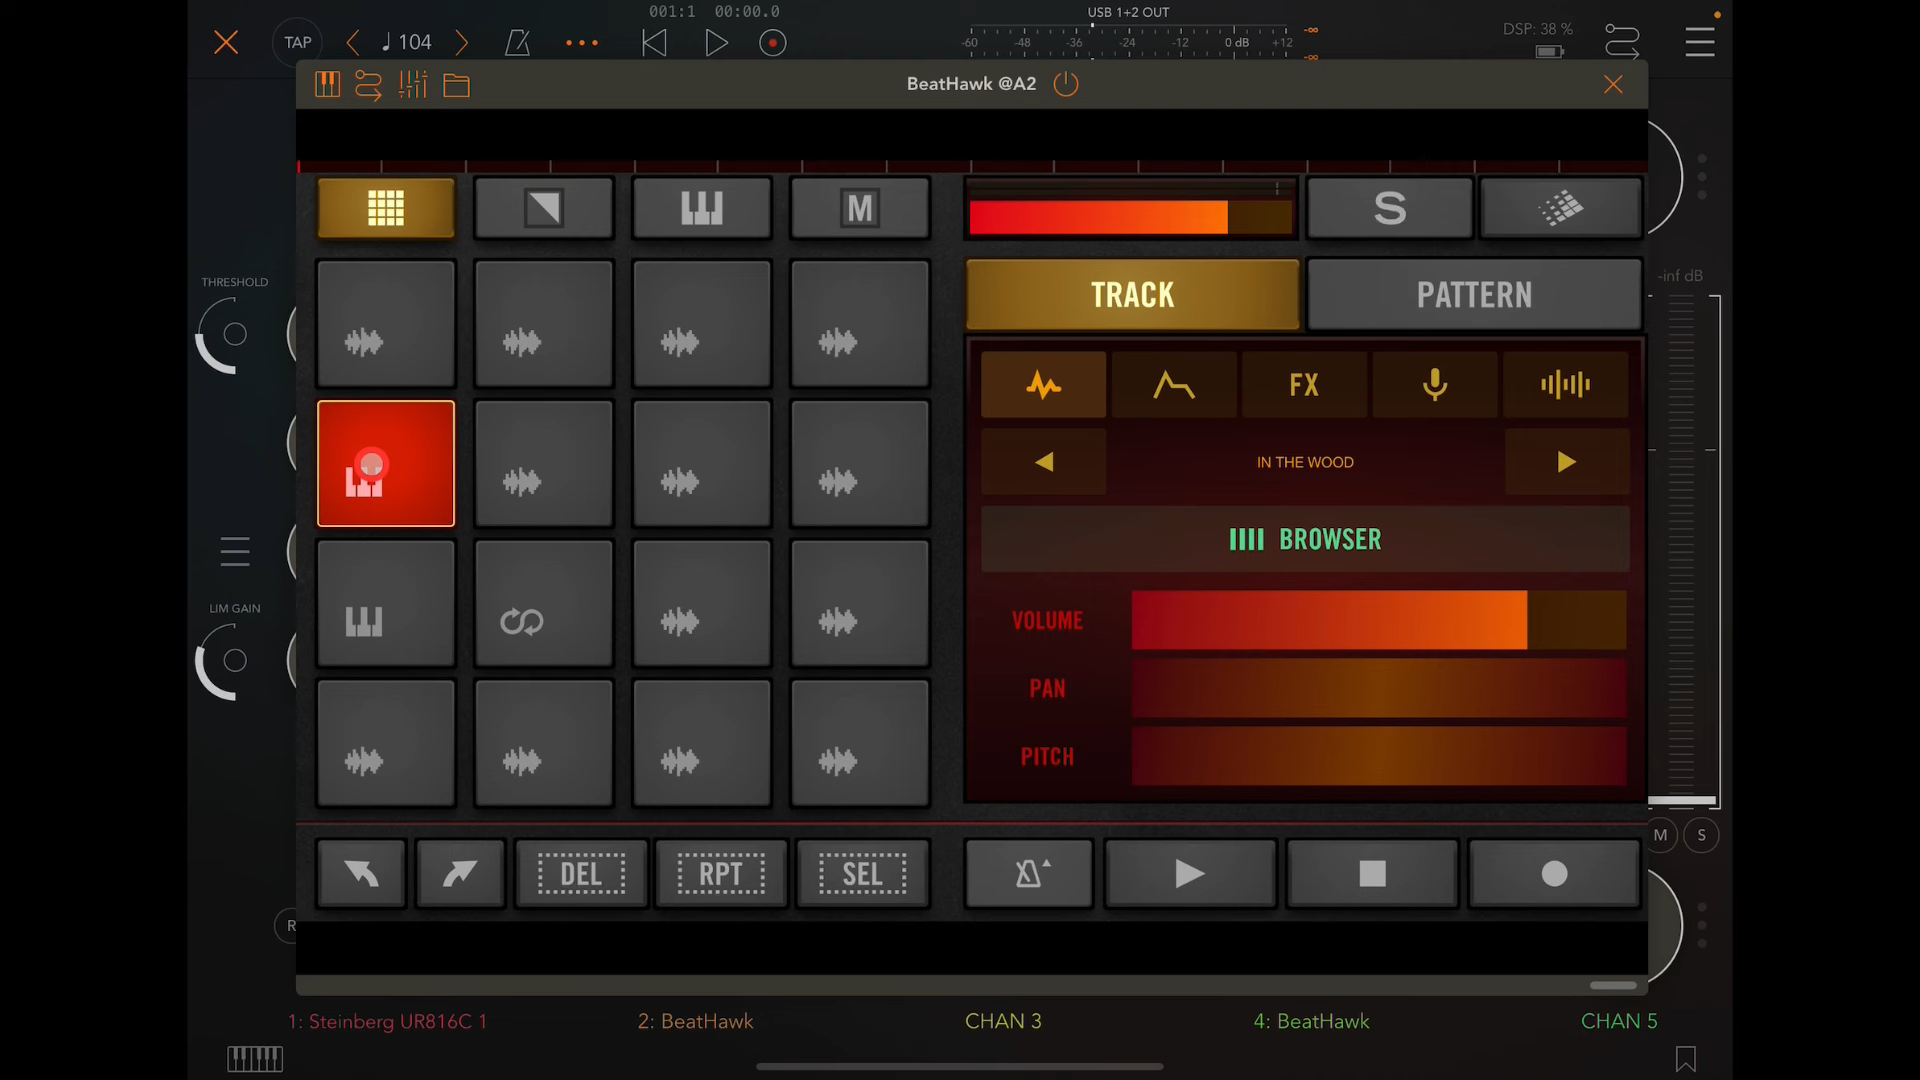 TAP
104
001:1 00:00.0
USB 1+2 OUT
-60 -48 -36 -24 -12 0 dB +12
-∞
-∞
DSP: 38 %
BeatHawk @A2
M
S
THRESHOLD
-inf dB
TRACK
PATTERN
FX
IN THE WOOD
BROWSER
VOLUME
LIM GAIN
PAN
PITCH
M
S
DEL
RPT
SEL
R
1: Steinberg UR816C 1
2: BeatHawk
CHAN 3
4: BeatHawk
CHAN 5